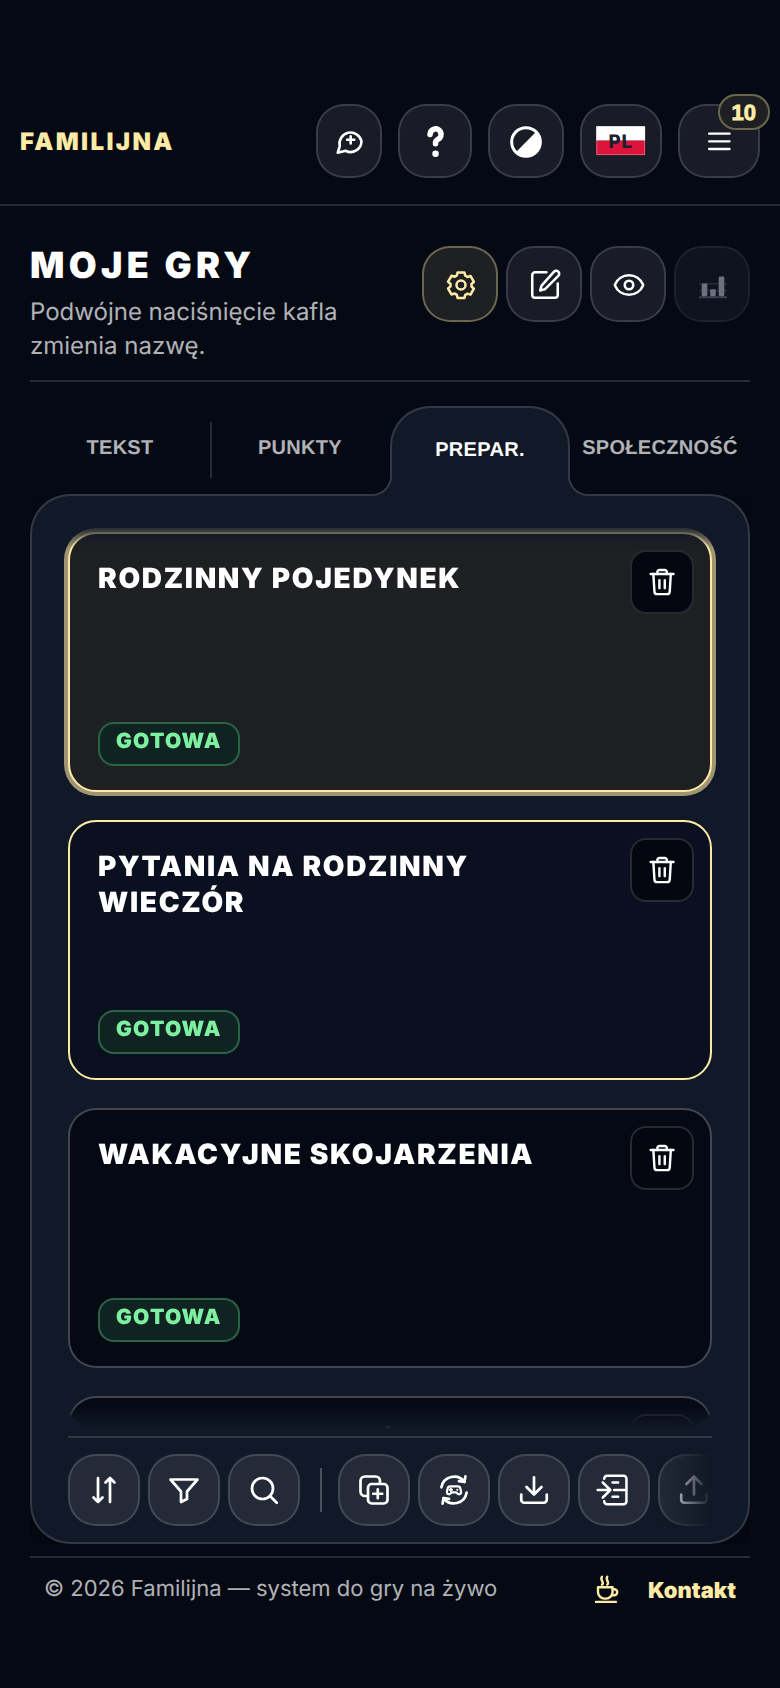 FAMILIJNA
PL
10
MOJE GRY
Podwójne naciśnięcie kafla
zmienia nazwę.
TEKST
PUNKTY
PREPAR.
SPOŁECZNOŚĆ
RODZINNY POJEDYNEK
GOTOWA
PYTANIA NA RODZINNY
WIECZÓR
GOTOWA
WAKACYJNE SKOJARZENIA
GOTOWA
© 2026 Familijna — system do gry na żywo
Kontakt